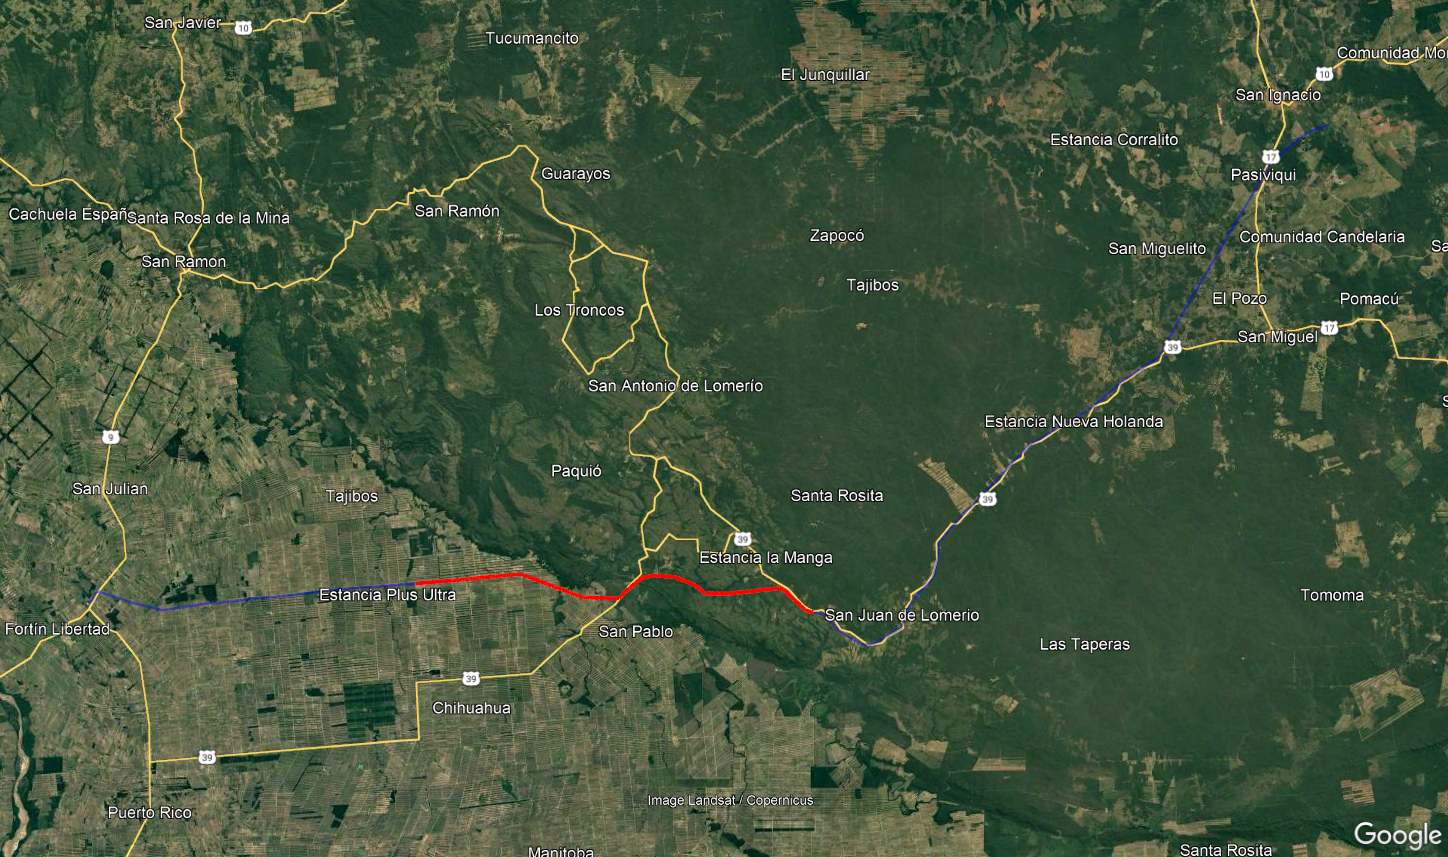 San Javier
10
Tucumancito
El Junquillar
Comunidad Mo
10
San Ignacio
Estancia Corralito
17
Guarayos
Pasiviqui
Cachuela Españ
Santa Rosa de la Mina
San Ramón
Zapocó
Comunidad Candelaria
Sa
San Miguelito
San Ramon
Tajibos
El Pozo
Pomacú
Los Troncos
17
San Miguel
39
San Antonio de Lomerío
S
Estancia Nueva Holanda
9
Paquió
San Julian
Tajibos
Santa Rosita
39
39
Estancia la Manga
Estancia Plus Ultra
Tomoma
San Juan de Lomerio
Fortín Libertad
San Pablo
Las Taperas
39
Chihuahua
39
Image Landsat / Copernicus
Puerto Rico
Google
Manitoba
Santa Rosita